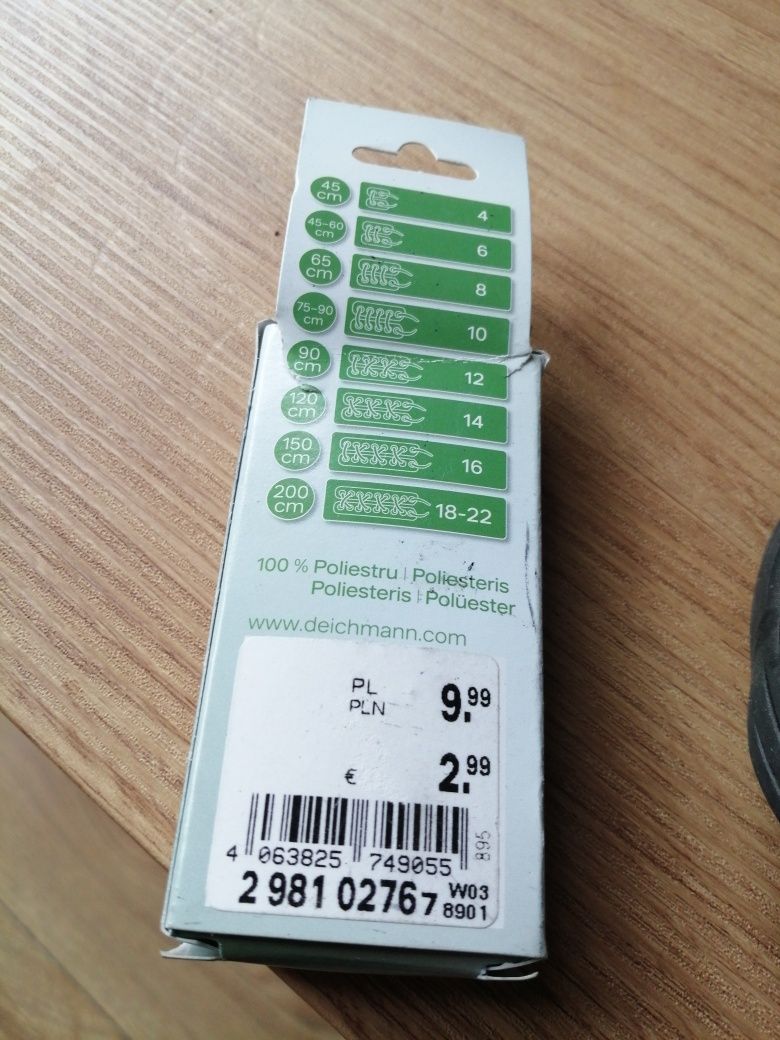 45 cm 4
45-60 cm 6
65 cm 8
75-90 cm 10
90 cm 12
120 cm 14
150 cm 16
200 cm 18-22
100 % Poliestru | Poliesteris
Poliesteris | Polüester
www.deichmann.com
PL
PLN 9.99
€ 2.99
895
4 063825 749055
2 981 02767 W03
8901